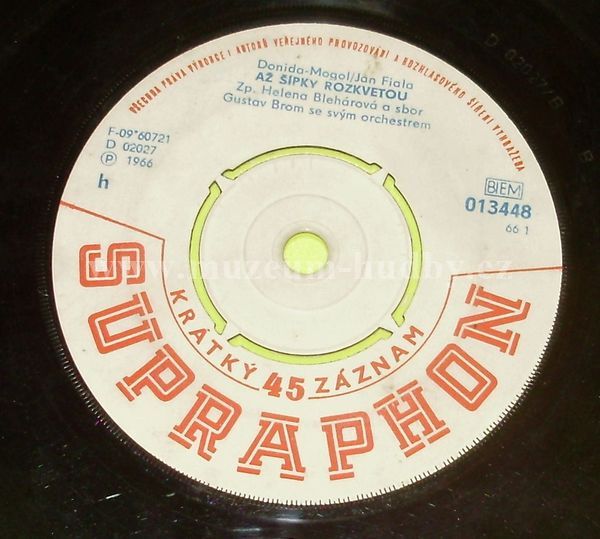 VŠECHNA PRÁVA VÝROBCE I AUTORŮ VEŘEJNÉHO PROVOZOVÁNÍ A ROZHLASOVÉHO ŠÍŘENÍ VYHRAŽENA
Donida-Mogol/Jan Fiala
AŽ ŠÍPKY ROZKVETOU
Zp. Helena Blehárová a sbor
Gustav Brom se svým orchestrem
F-09*60721
D 02027
Ⓟ 1966
h
BIEM
013448
66 1
www.muzeum-hudby.cz
KRÁTKÝ 45 ZÁZNAM
SUPRAPHON
D 02027/B